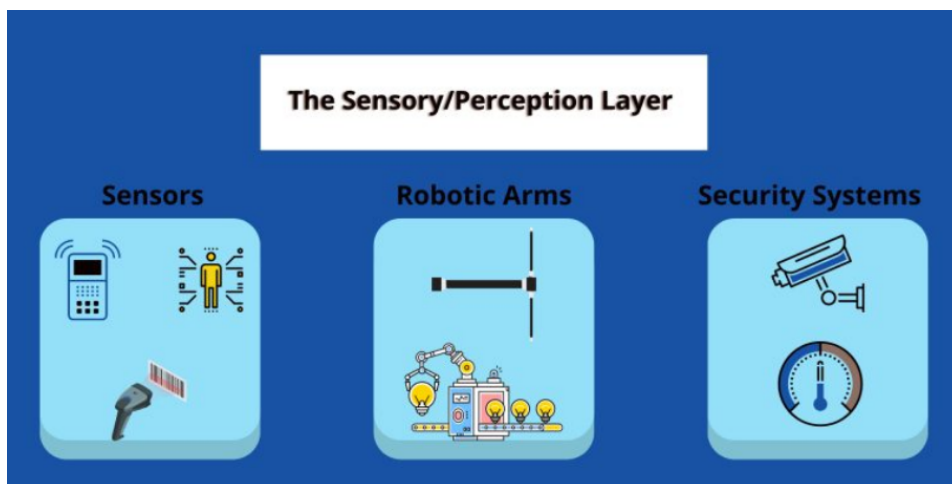 The Sensory/Perception Layer
Sensors
Robotic Arms
Security Systems